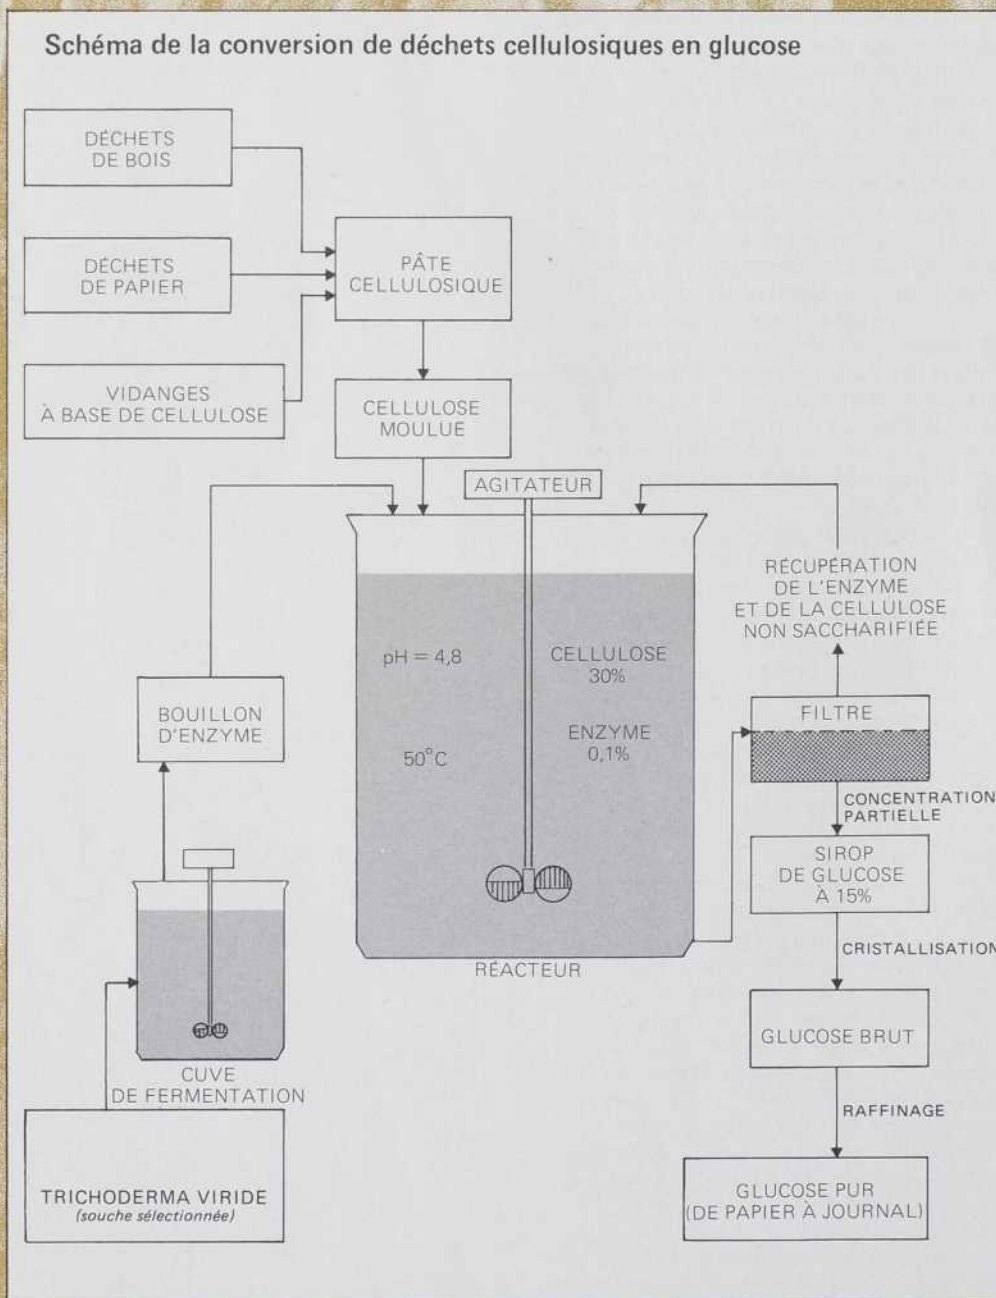 Schéma de la conversion de déchets cellulosiques en glucose
DÉCHETS
DE BOIS
DÉCHETS
DE PAPIER
VIDANGES
À BASE DE CELLULOSE
PÂTE
CELLULOSIQUE
CELLULOSE
MOULUE
AGITATEUR
pH = 4,8
50°C
CELLULOSE
30%
ENZYME
0,1%
RÉACTEUR
BOUILLON
D'ENZYME
CUVE
DE FERMENTATION
TRICHODERMA VIRIDE
(souche sélectionnée)
RÉCUPÉRATION
DE L'ENZYME
ET DE LA CELLULOSE
NON SACCHARIFIÉE
FILTRE
CONCENTRATION
PARTIELLE
SIROP
DE GLUCOSE
À 15%
CRISTALLISATION
GLUCOSE BRUT
RAFFINAGE
GLUCOSE PUR
(DE PAPIER À JOURNAL)